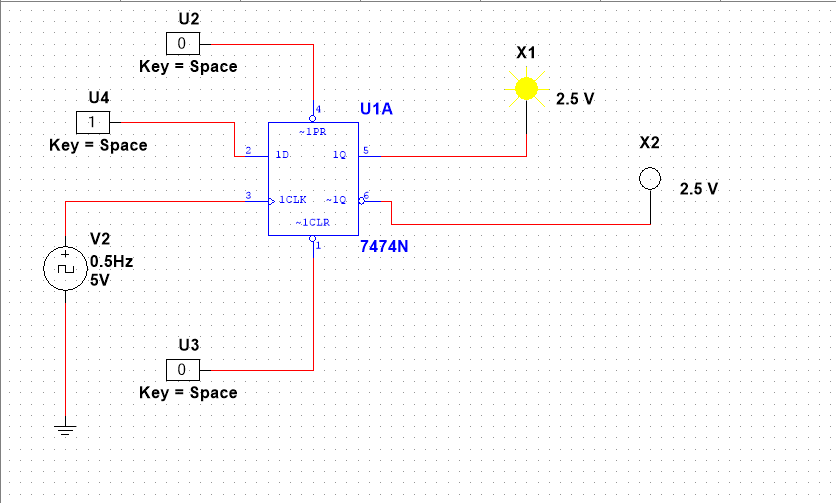 U2
0
Key = Space
X1
2.5 V
U4
1
Key = Space
4
U1A
~1PR
2
1D
1Q
5
X2
2.5 V
3
1CLK
~1Q
6
~1CLR
1
7474N
V2
0.5Hz
5V
U3
0
Key = Space